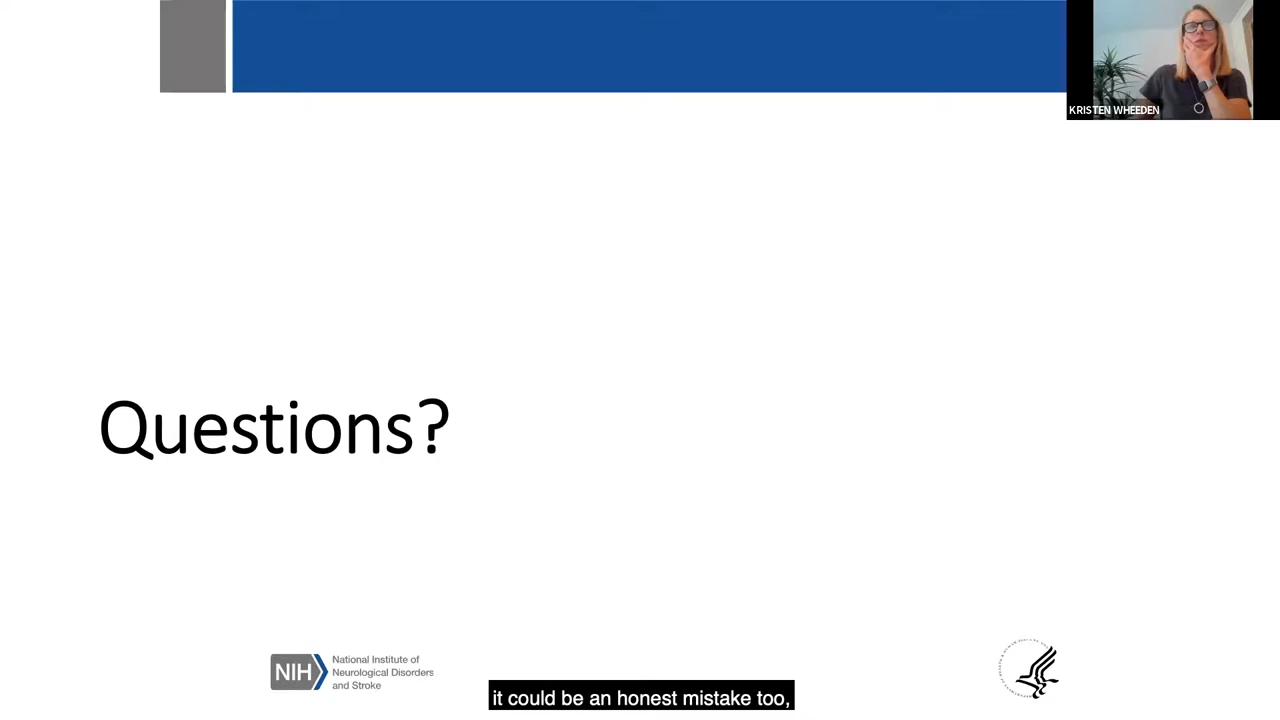 KRISTEN WHEEDEN
Questions?
NIH
National Institute of
Neurological Disorders
and Stroke
it could be an honest mistake too,